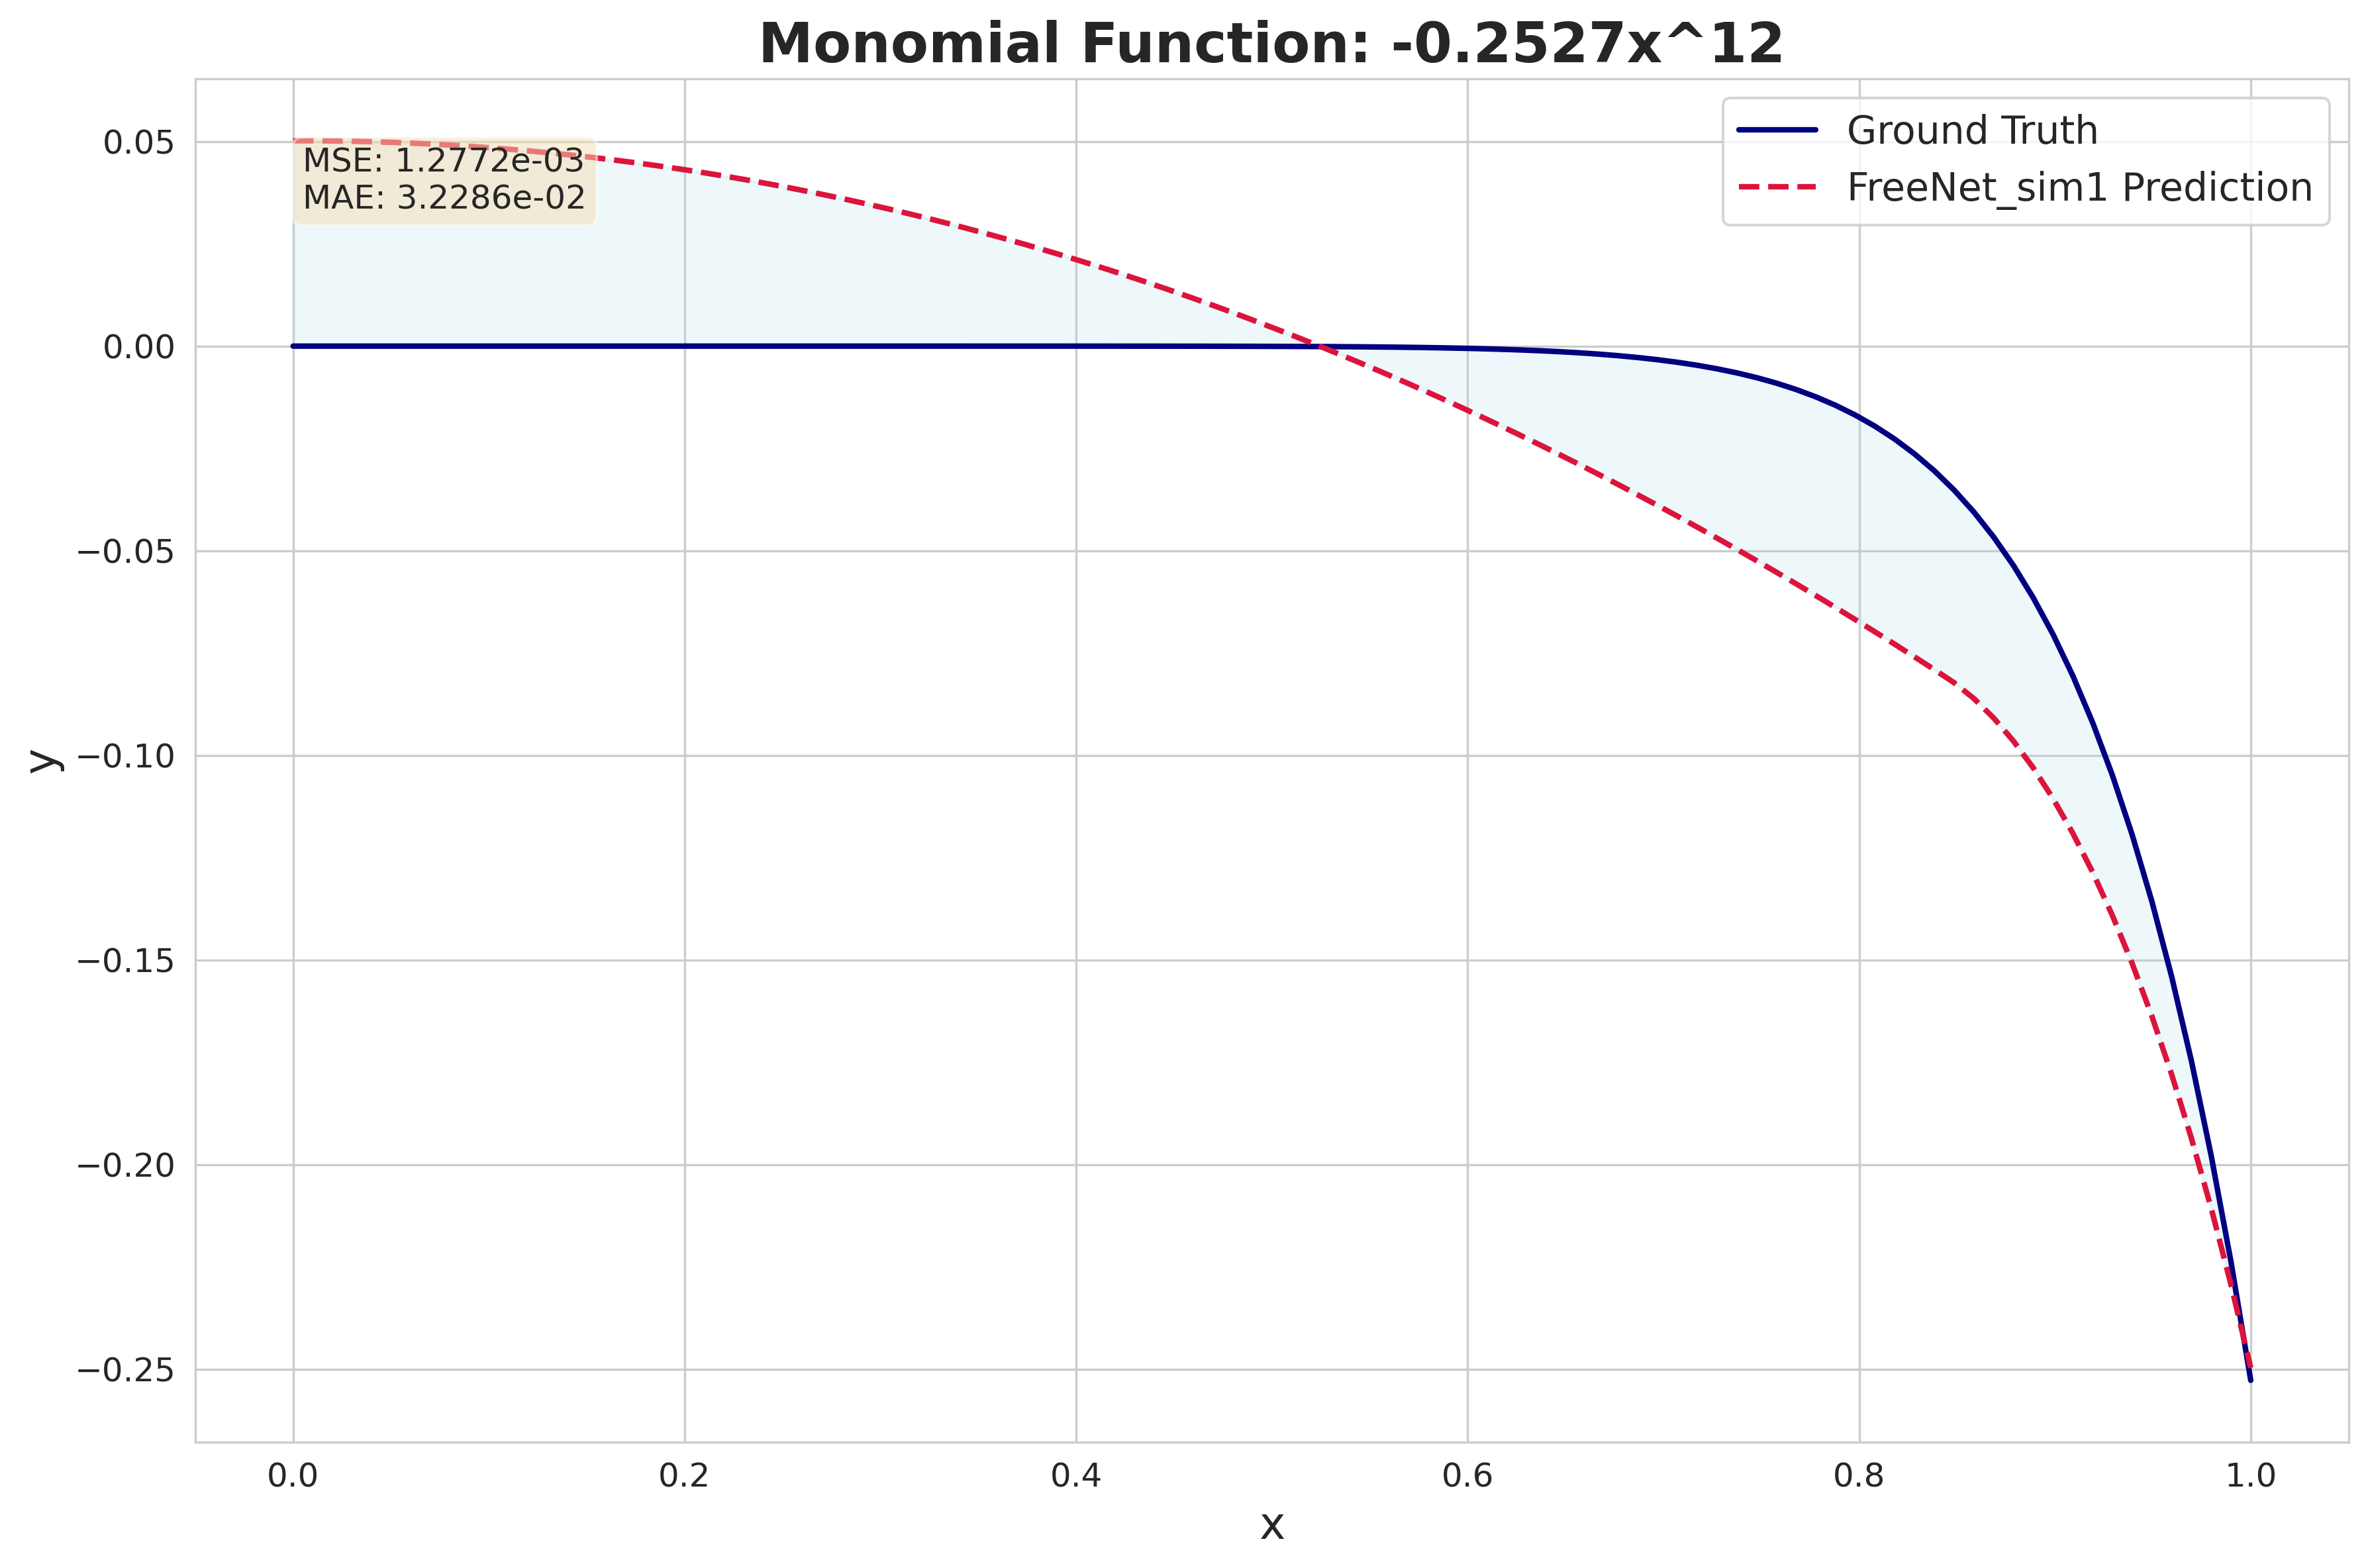 Monomial Function: -0.2527x^12
Ground Truth
FreeNet_sim1 Prediction
MSE: 1.2772e-03
MAE: 3.2286e-02
y
0.05
0.00
−0.05
−0.10
−0.15
−0.20
−0.25
0.0 0.2 0.4 0.6 0.8 1.0
x